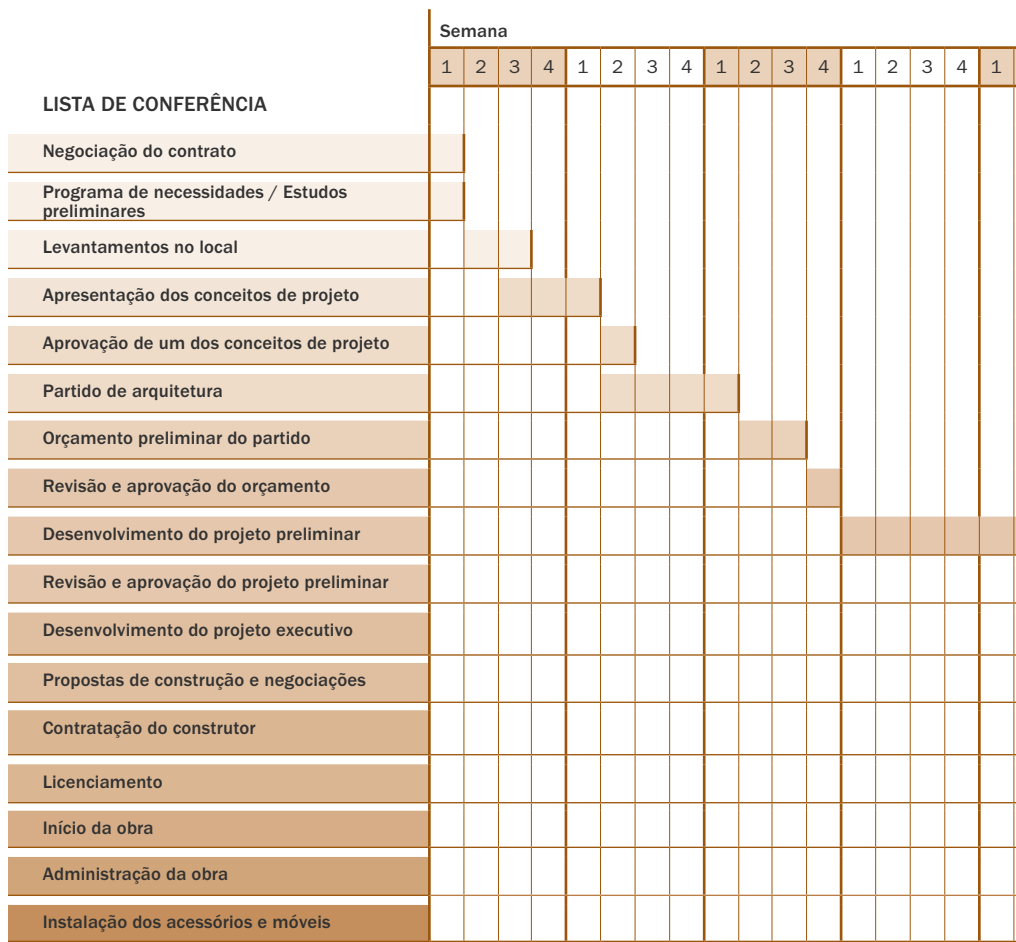 Semana
1 2 3 4 1 2 3 4 1 2 3 4 1 2 3 4 1
LISTA DE CONFERÊNCIA
Negociação do contrato
Programa de necessidades / Estudos
preliminares
Levantamentos no local
Apresentação dos conceitos de projeto
Aprovação de um dos conceitos de projeto
Partido de arquitetura
Orçamento preliminar do partido
Revisão e aprovação do orçamento
Desenvolvimento do projeto preliminar
Revisão e aprovação do projeto preliminar
Desenvolvimento do projeto executivo
Propostas de construção e negociações
Contratação do construtor
Licenciamento
Início da obra
Administração da obra
Instalação dos acessórios e móveis